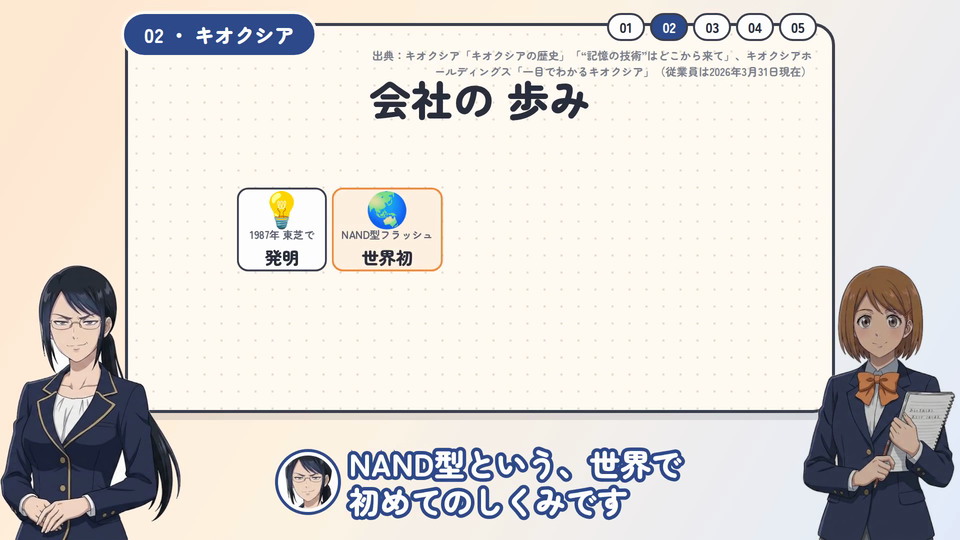 02 ・ キオクシア
01 02 03 04 05
出典：キオクシア「キオクシアの歴史」「“記憶の技術”はどこから来て」、キオクシアホ
ールディングス「一目でわかるキオクシア」（従業員は2026年3月31日現在）
会社の 歩み
1987年 東芝で
発明
NAND型フラッシュ
世界初
NAND型という、世界で
初めてのしくみです